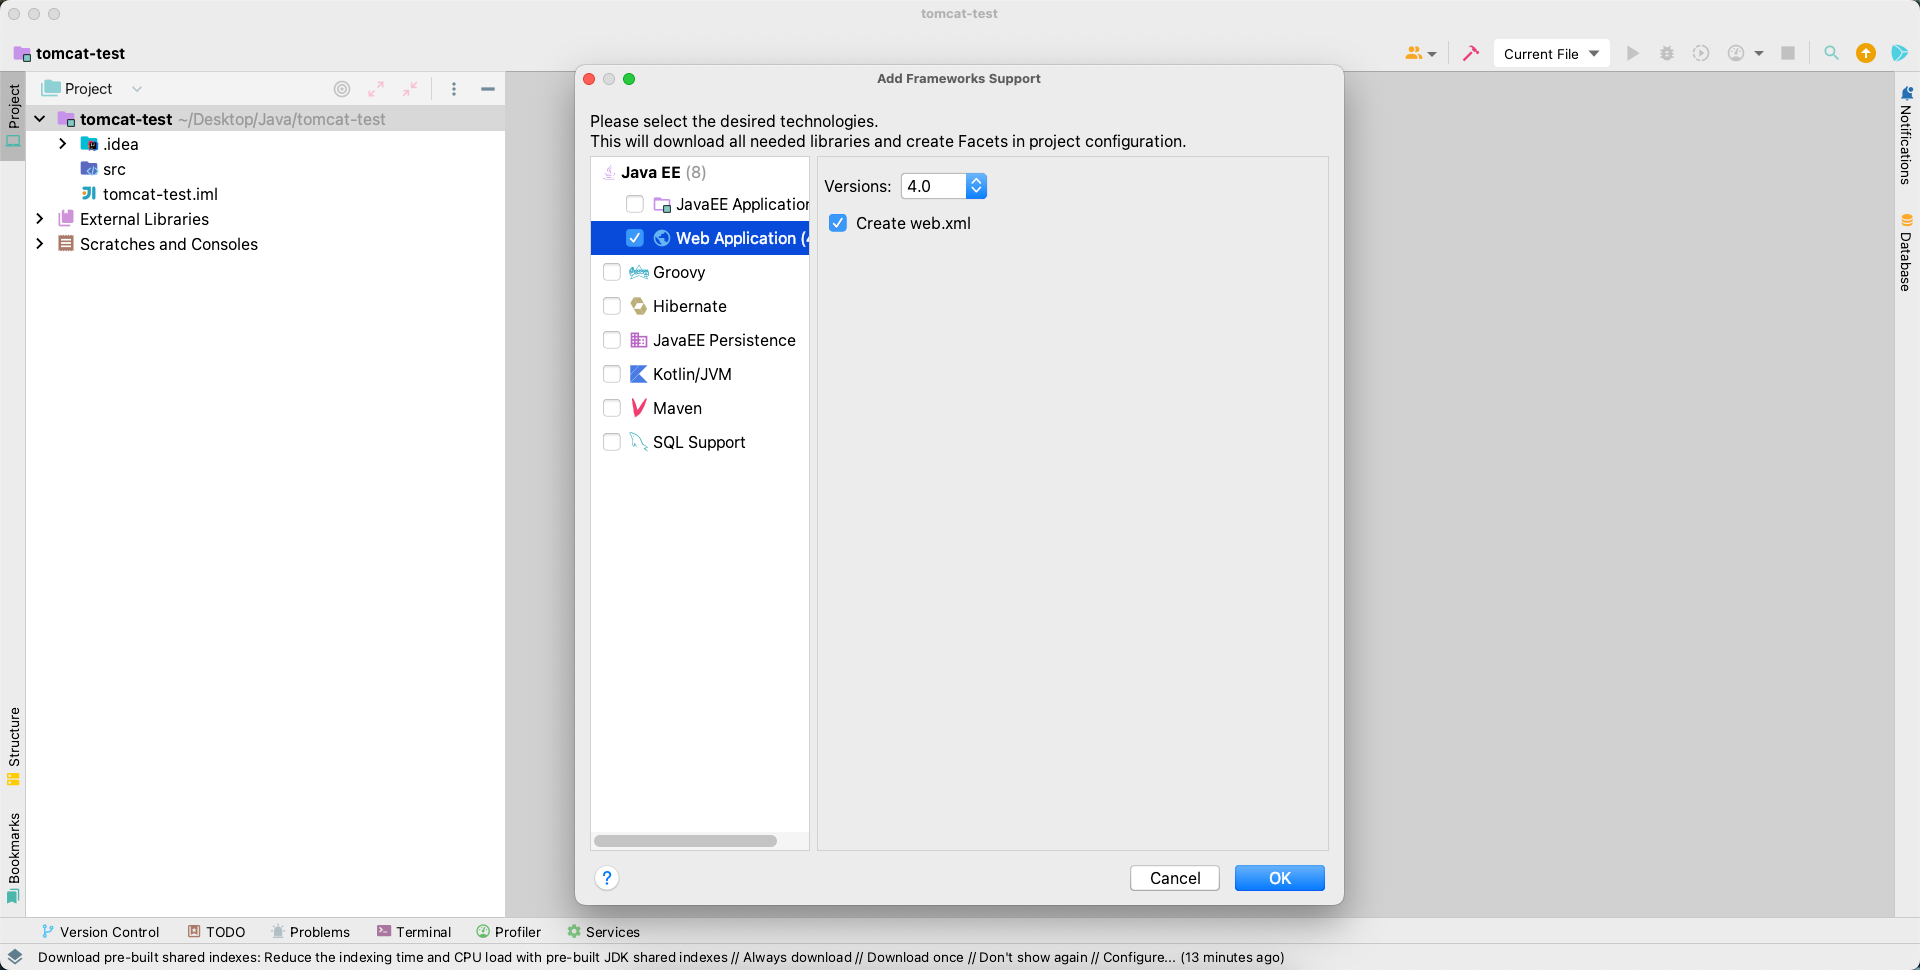 tomcat-test
tomcat-test
Current File
Project
Project
tomcat-test ~/Desktop/Java/tomcat-test
.idea
src
tomcat-test.iml
External Libraries
Scratches and Consoles
Structure
Bookmarks
Add Frameworks Support
Please select the desired technologies.
This will download all needed libraries and create Facets in project configuration.
Java EE (8)
JavaEE Application
Web Application (4
Groovy
Hibernate
JavaEE Persistence
Kotlin/JVM
Maven
SQL Support
Versions: 4.0
Create web.xml
?
Cancel
OK
Notifications
Database
Version Control
TODO
Problems
Terminal
Profiler
Services
Download pre-built shared indexes: Reduce the indexing time and CPU load with pre-built JDK shared indexes // Always download // Download once // Don't show again // Configure... (13 minutes ago)